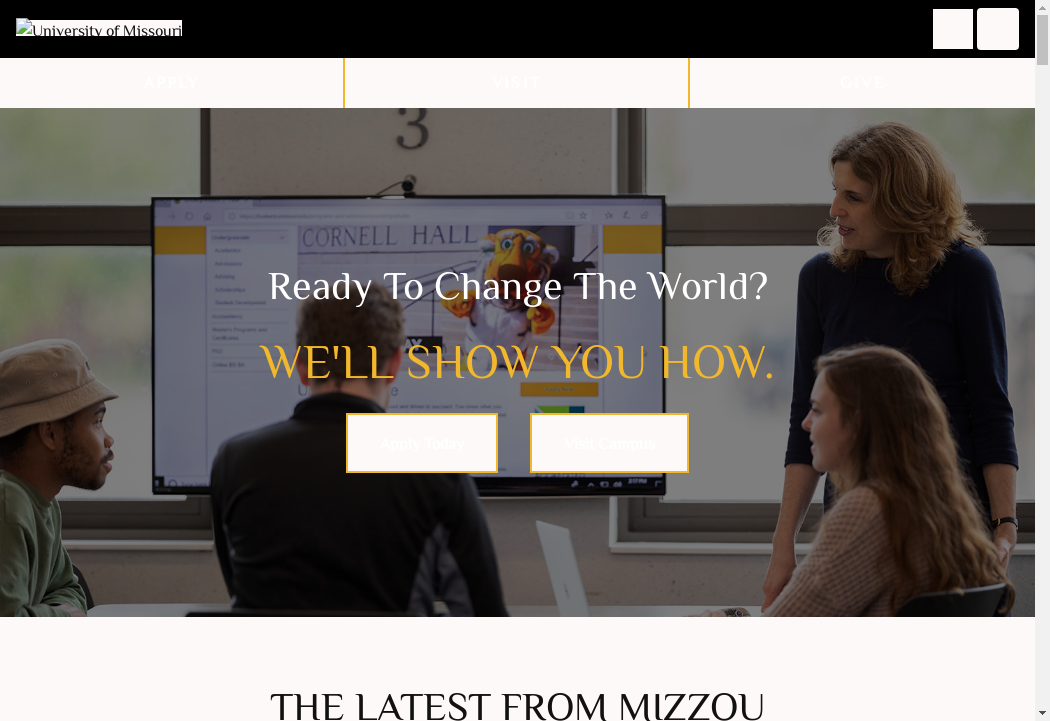 University of Missouri
APPLY
VISIT
GIVE
3
CORNELL HALL
Ready To Change The World?
WE'LL SHOW YOU HOW.
Apply Today
Visit Campus
THE LATEST FROM MIZZOU